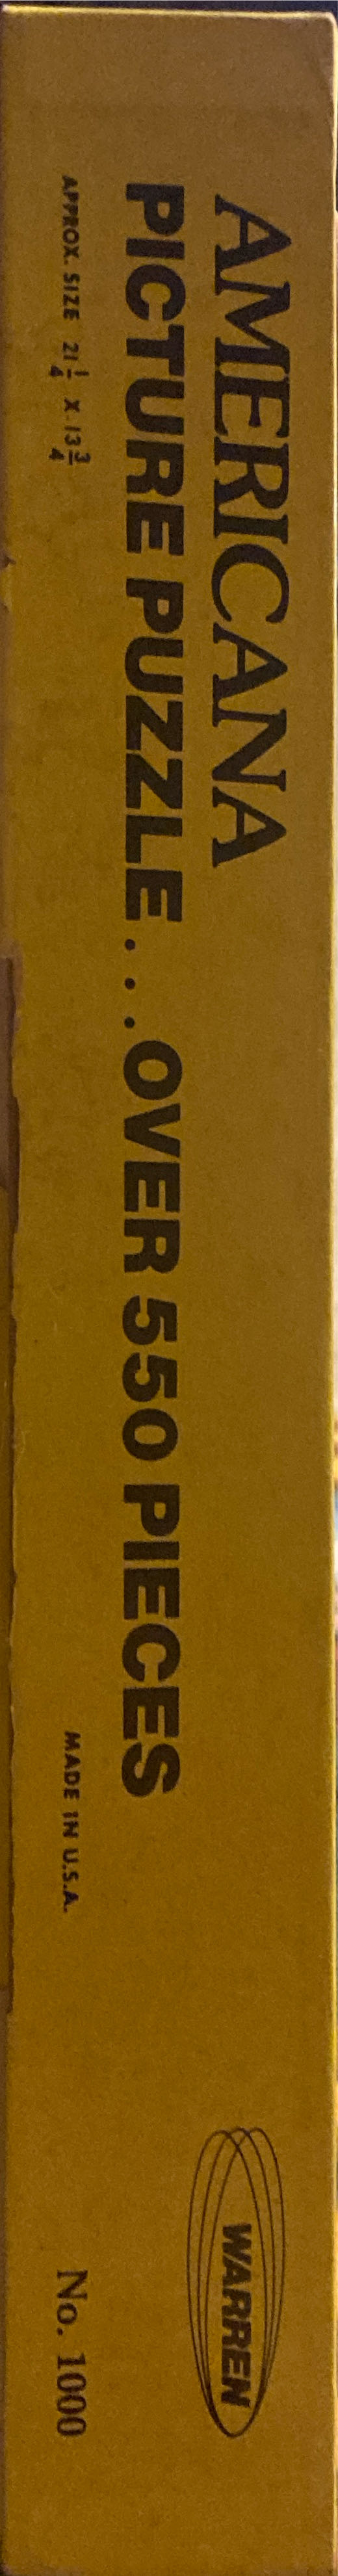 AMERICANA
PICTURE PUZZLE...OVER 550 PIECES
APPROX. SIZE 21 1/4 X 13 3/4
MADE IN U.S.A.
WARREN
No. 1000